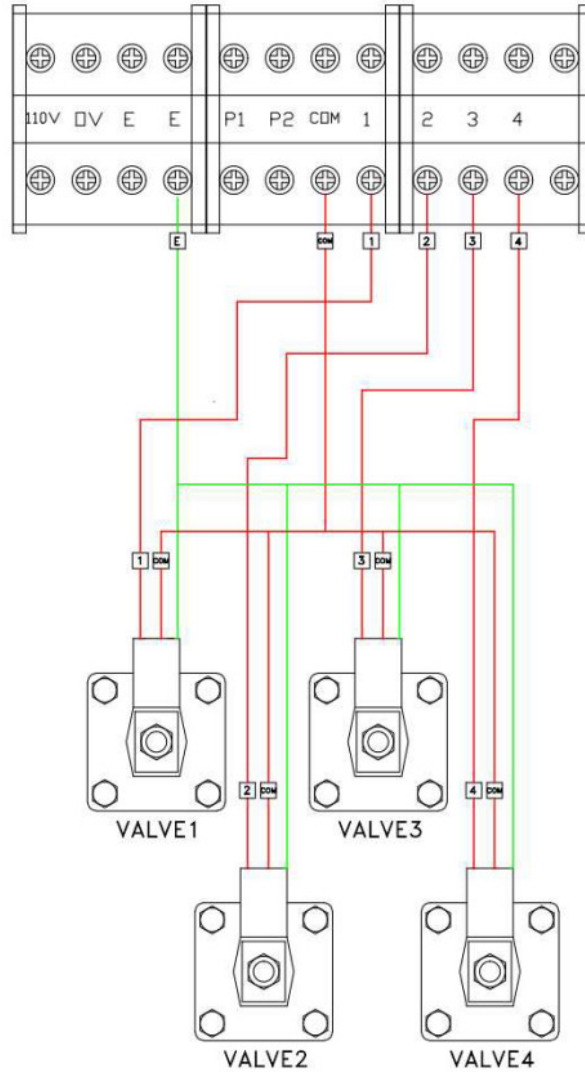 110V 0V E E P1 P2 COM 1 2 3 4
E COM 1 2 3 4
1 COM 3 COM
2 COM 4 COM
VALVE1 VALVE3
VALVE2 VALVE4